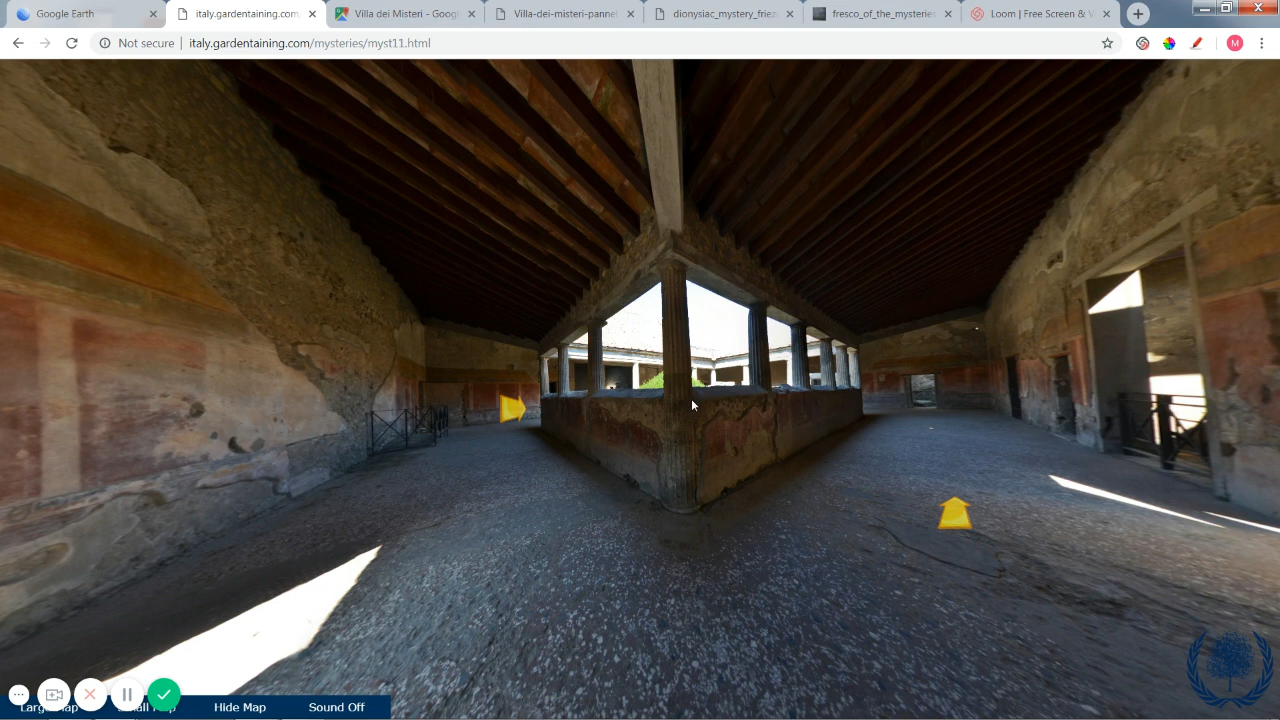 Google Earth
italy.gardentaining.com
Villa dei Misteri - Goog
Villa-dei-misteri-pannel
dionysiac_mystery_friez
fresco_of_the_mysteries
Loom | Free Screen & V
Not secure | italy.gardentaining.com/mysteries/myst11.html
M
Hide Map
Sound Off